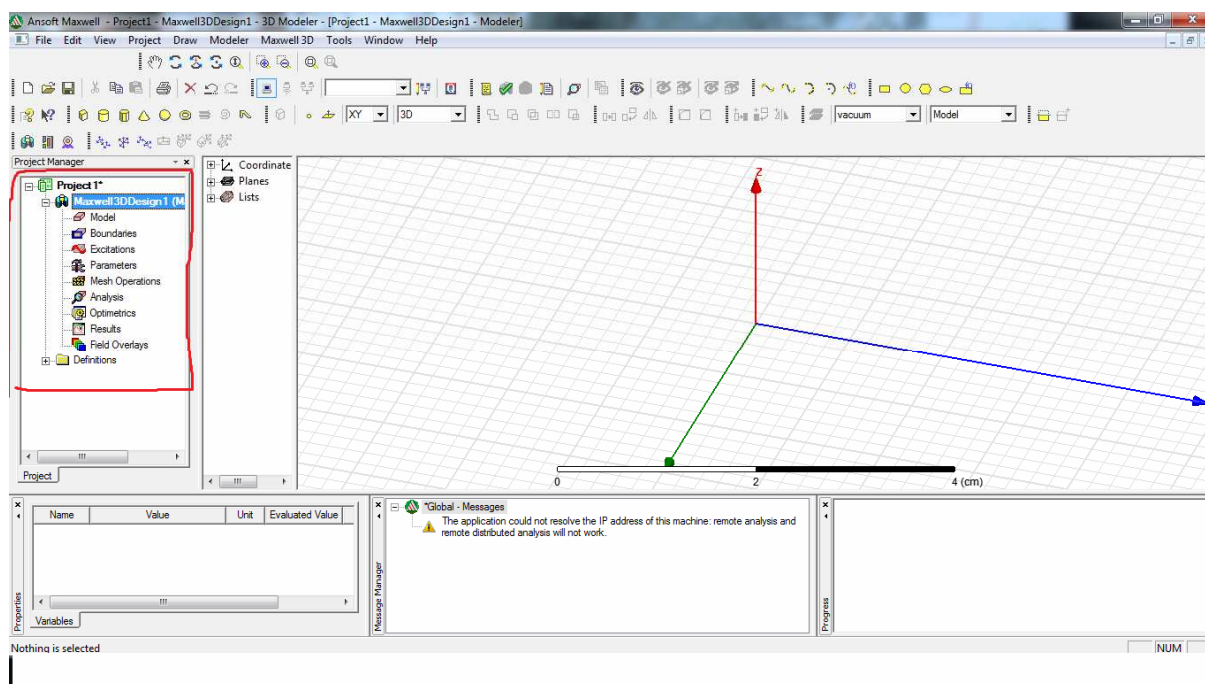 Ansoft Maxwell - Project1 - Maxwell3DDesign1 - 3D Modeler - [Project1 - Maxwell3DDesign1 - Modeler]
File Edit View Project Draw Modeler Maxwell 3D Tools Window Help
XY 3D vacuum Model
Project Manager
Project1*
Maxwell3DDesign1 (M
Model
Boundaries
Excitations
Parameters
Mesh Operations
Analysis
Optimetrics
Results
Field Overlays
Definitions
Project
Coordinate
Planes
Lists
Z
0 2 4 (cm)
Name Value Unit Evaluated Value
Variables
Properties
*Global - Messages
The application could not resolve the IP address of this machine: remote analysis and
remote distributed analysis will not work.
Message Manager
Progress
Nothing is selected
NUM